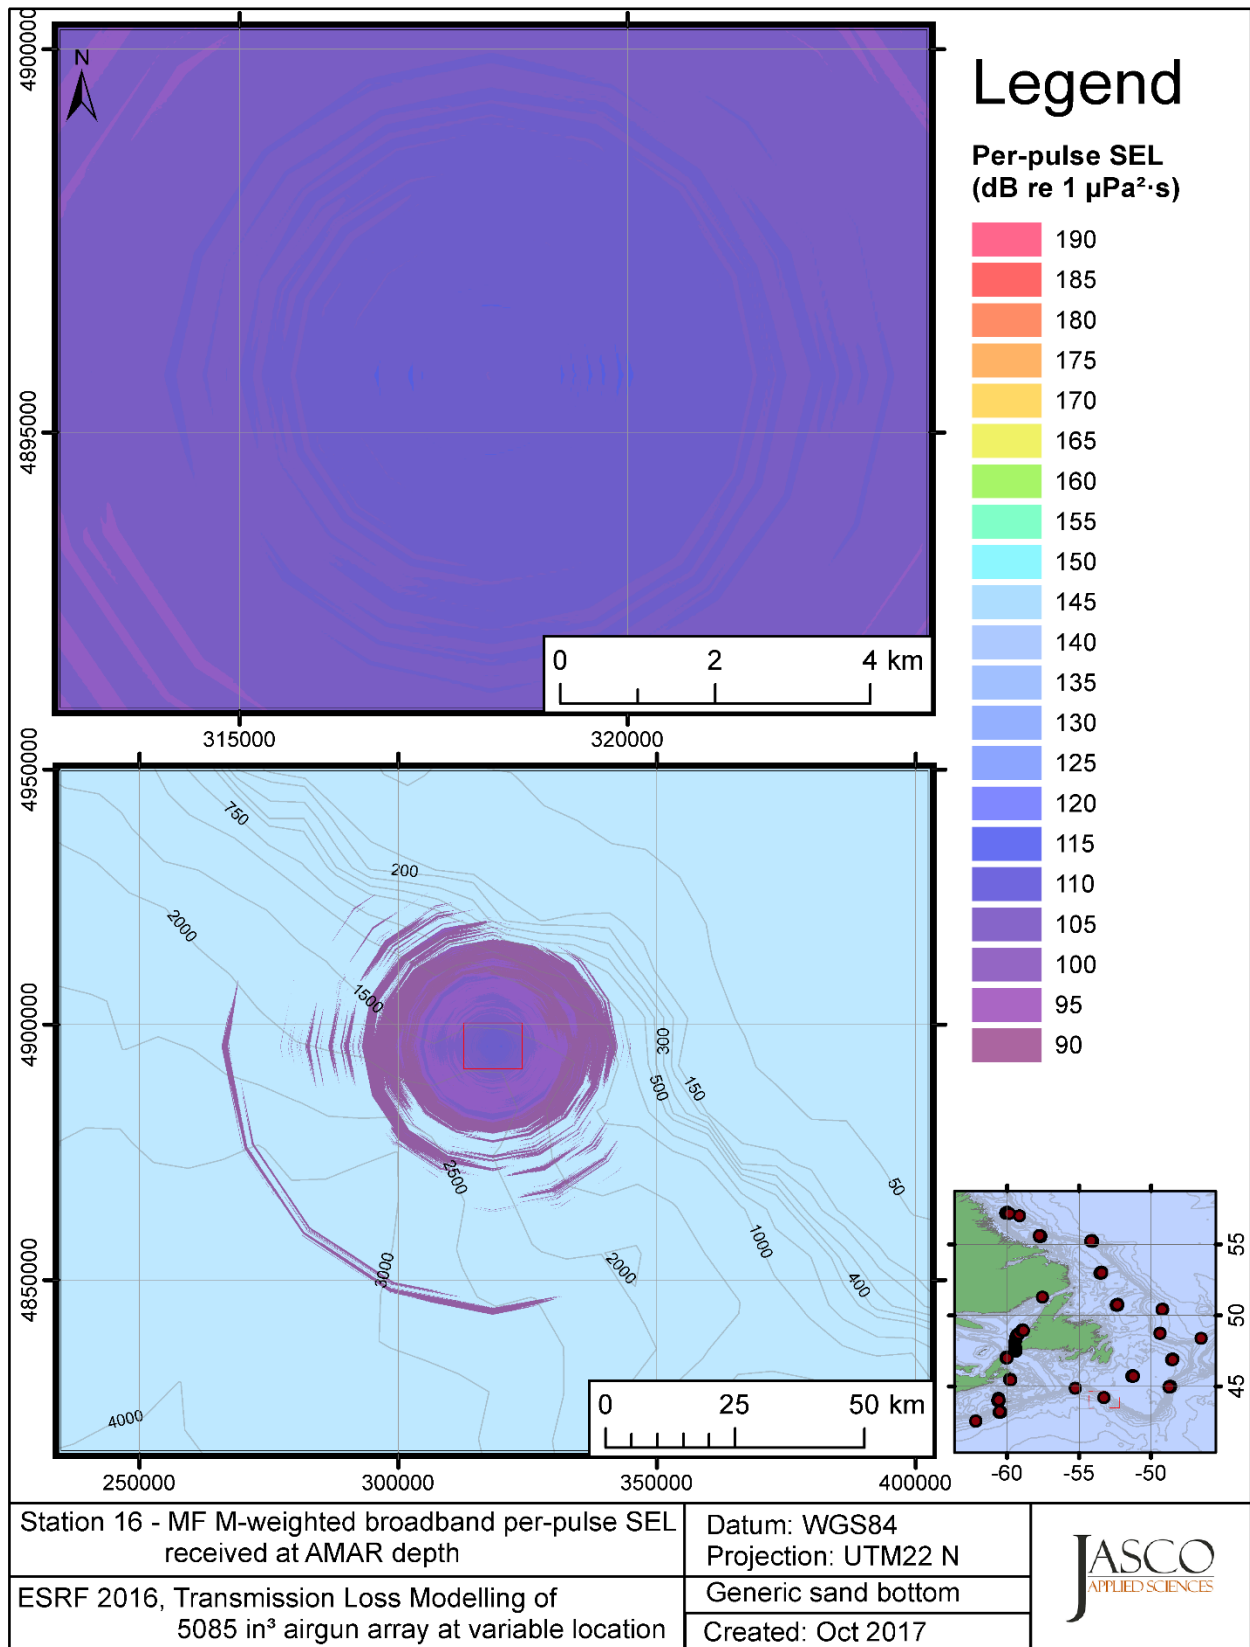 N
4900000
4895000
0 2 4 km
315000 320000
4950000
4900000
4850000
750
200
2000
1500
300
500
150
2500
50
3000
2000
1000
400
4000
0 25 50 km
250000 300000 350000 400000
Legend
Per-pulse SEL
(dB re 1 µPa²·s)
190
185
180
175
170
165
160
155
150
145
140
135
130
125
120
115
110
105
100
95
90
55
50
45
-60 -55 -50
Station 16 - MF M-weighted broadband per-pulse SEL
received at AMAR depth
ESRF 2016, Transmission Loss Modelling of
5085 in³ airgun array at variable location
Datum: WGS84
Projection: UTM22 N
Generic sand bottom
Created: Oct 2017
JASCO
APPLIED SCIENCES